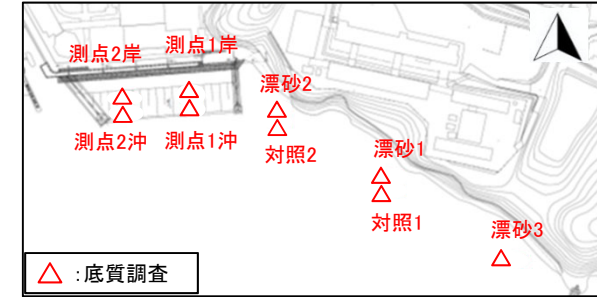 測点2岸
測点1岸
漂砂2
測点2沖
測点1沖
対照2
漂砂1
対照1
漂砂3
△:底質調査